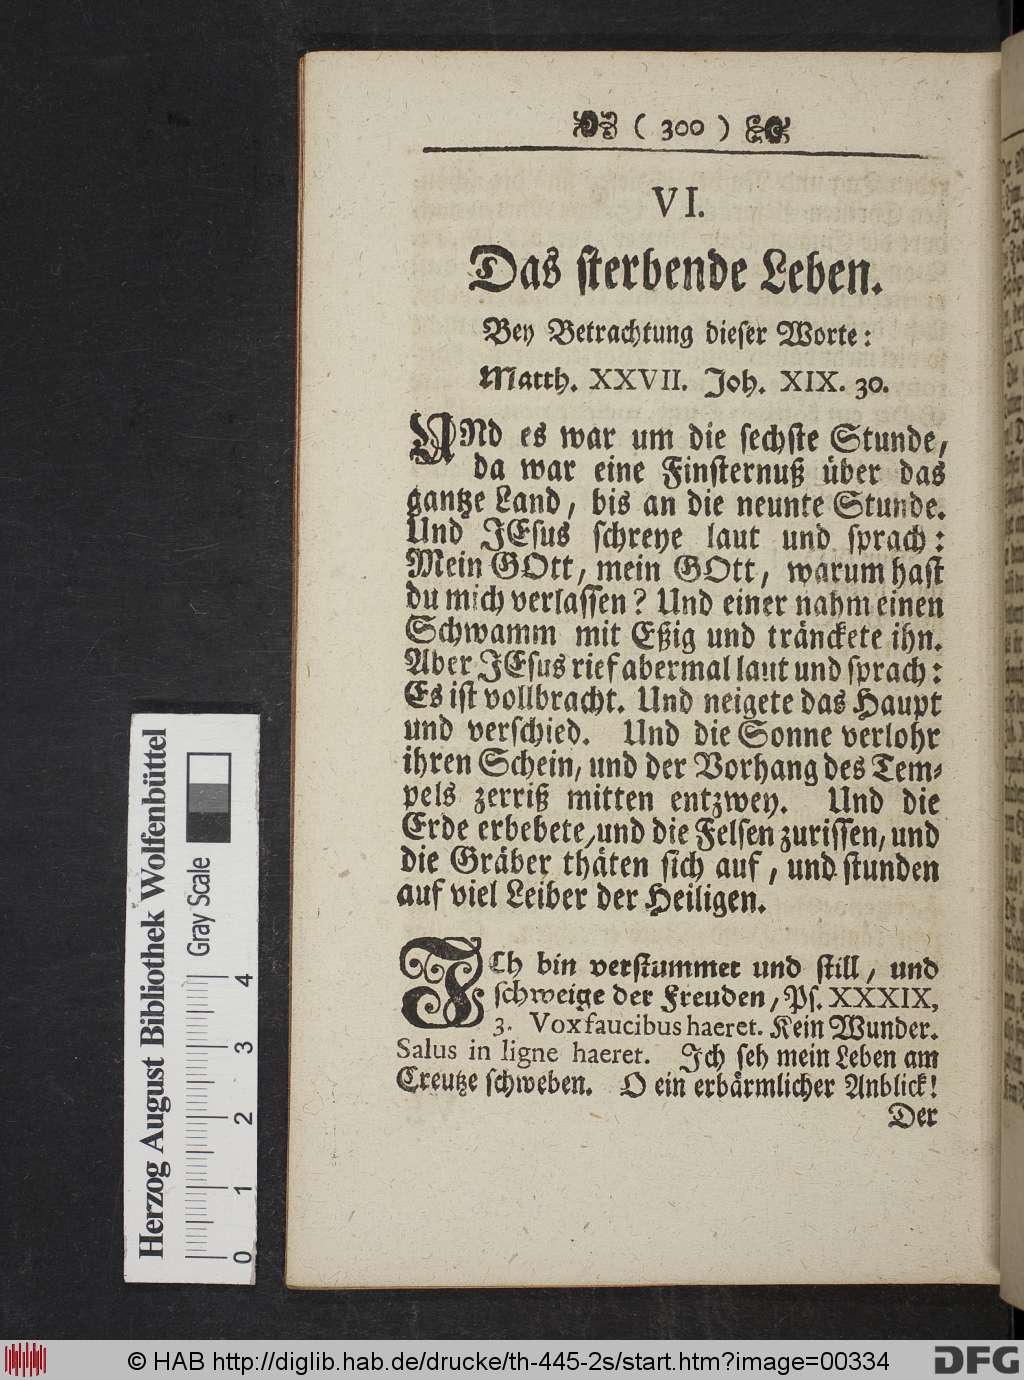 ( 300 )
VI.
Das sterbende Leben.
Bey Betrachtung dieser Worte:
Matth. XXVII. Joh. XIX. 30.
UNd es war um die sechste Stunde,
da war eine Finsternuß über das
gantze Land, bis an die neunte Stunde.
Und JEsus schreye laut und sprach:
Mein GOtt, mein GOtt, warum hast
du mich verlassen? Und einer nahm einen
Schwamm mit Eßig und tränckete ihn.
Aber JEsus rief abermal laut und sprach:
Es ist vollbracht. Und neigete das Haupt
und verschied. Und die Sonne verlohr
ihren Schein, und der Vorhang des Tem-
pels zerriß mitten entzwey. Und die
Erde erbebete, und die Felsen zurissen, und
die Gräber thäten sich auf, und stunden
auf viel Leiber der Heiligen.
ICh bin verstummet und still, und
schweige der Freuden, Ps. XXXIX,
3. Vox faucibus haeret. Kein Wunder.
Salus in ligne haeret. Ich seh mein Leben am
Creutze schweben. O ein erbärmlicher Anblick!
Der
Herzog August Bibliothek Wolfenbüttel
Gray Scale
0 1 2 3 4
© HAB http://diglib.hab.de/drucke/th-445-2s/start.htm?image=00334
DFG